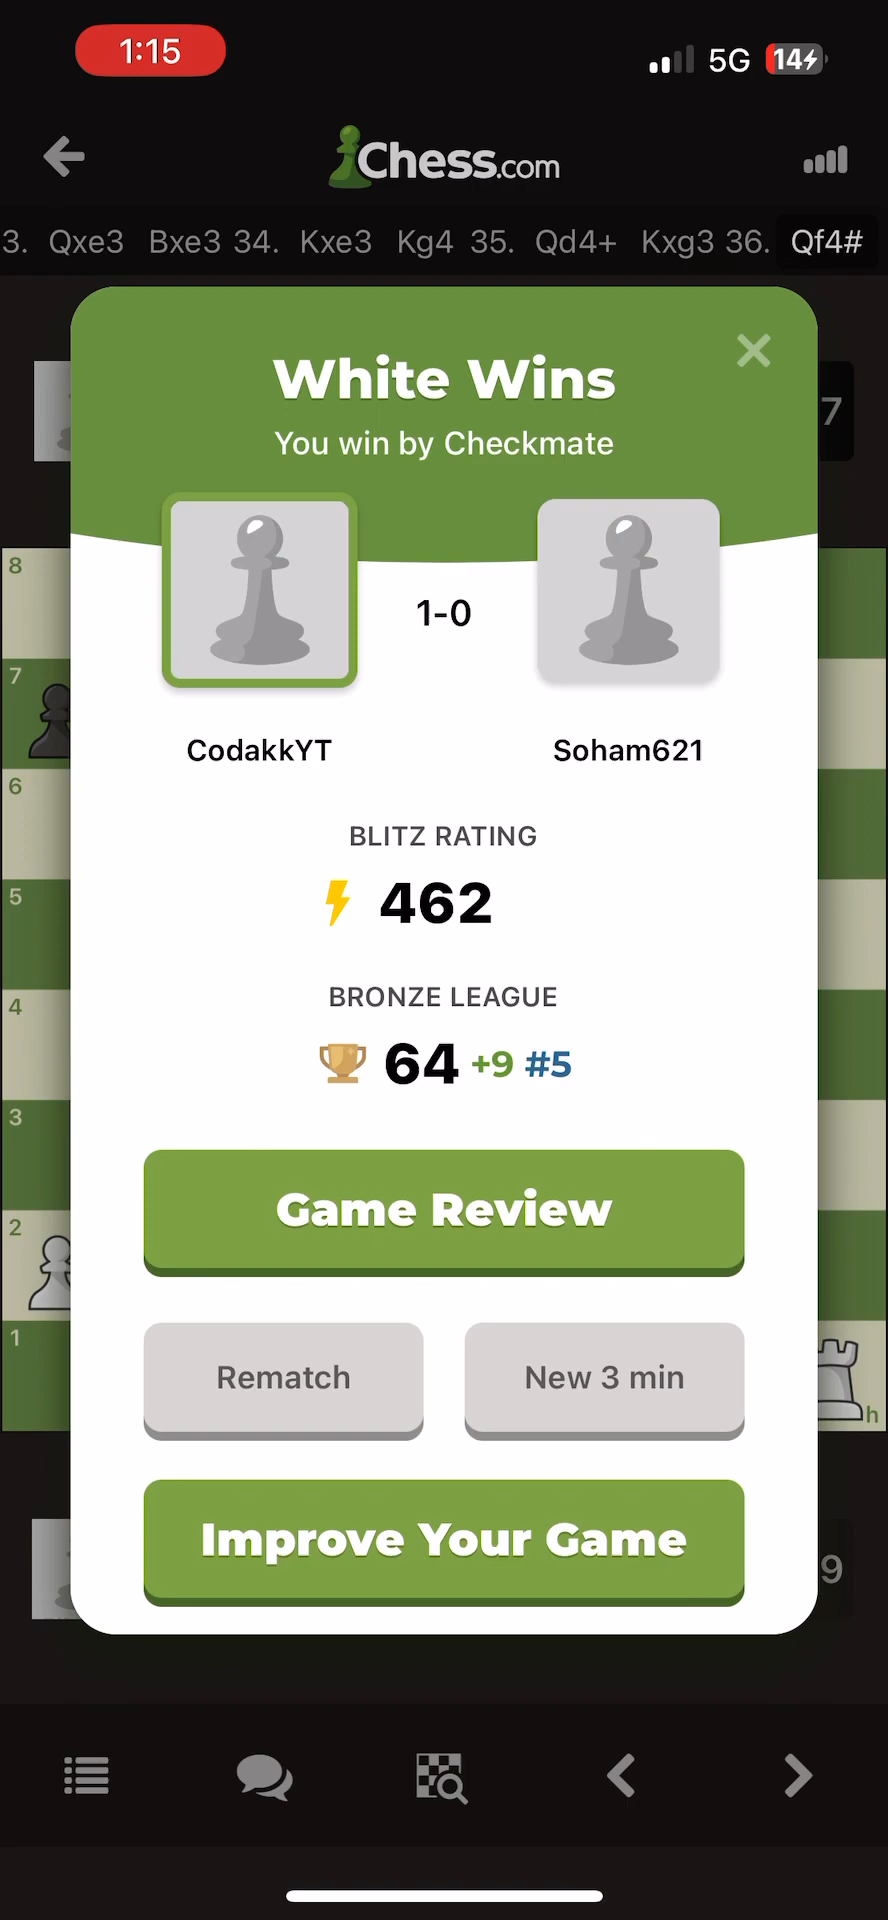 1:15
5G
14
Chess.com
3. Qxe3 Bxe3 34. Kxe3 Kg4 35. Qd4+ Kxg3 36. Qf4#
White Wins
You win by Checkmate
7
8
1-0
7
CodakkYT
Soham621
6
BLITZ RATING
5
462
BRONZE LEAGUE
4
64 +9 #5
3
Game Review
2
1
Rematch
New 3 min
h
Improve Your Game
9